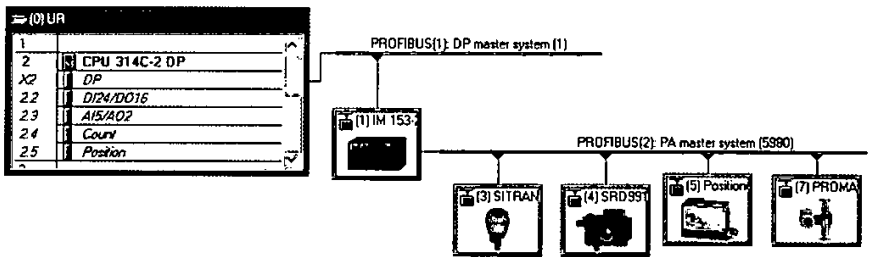 (0) UR
1
2 CPU 314C-2 DP
X2 DP
2.2 DI24/DO16
2.3 AI5/AO2
2.4 Count
2.5 Position
PROFIBUS(1): DP master system (1)
(1) IM 153-2
PROFIBUS(2): PA master system (5980)
(3) SITRAN
(4) SRD991
(5) Position
(7) PROMA